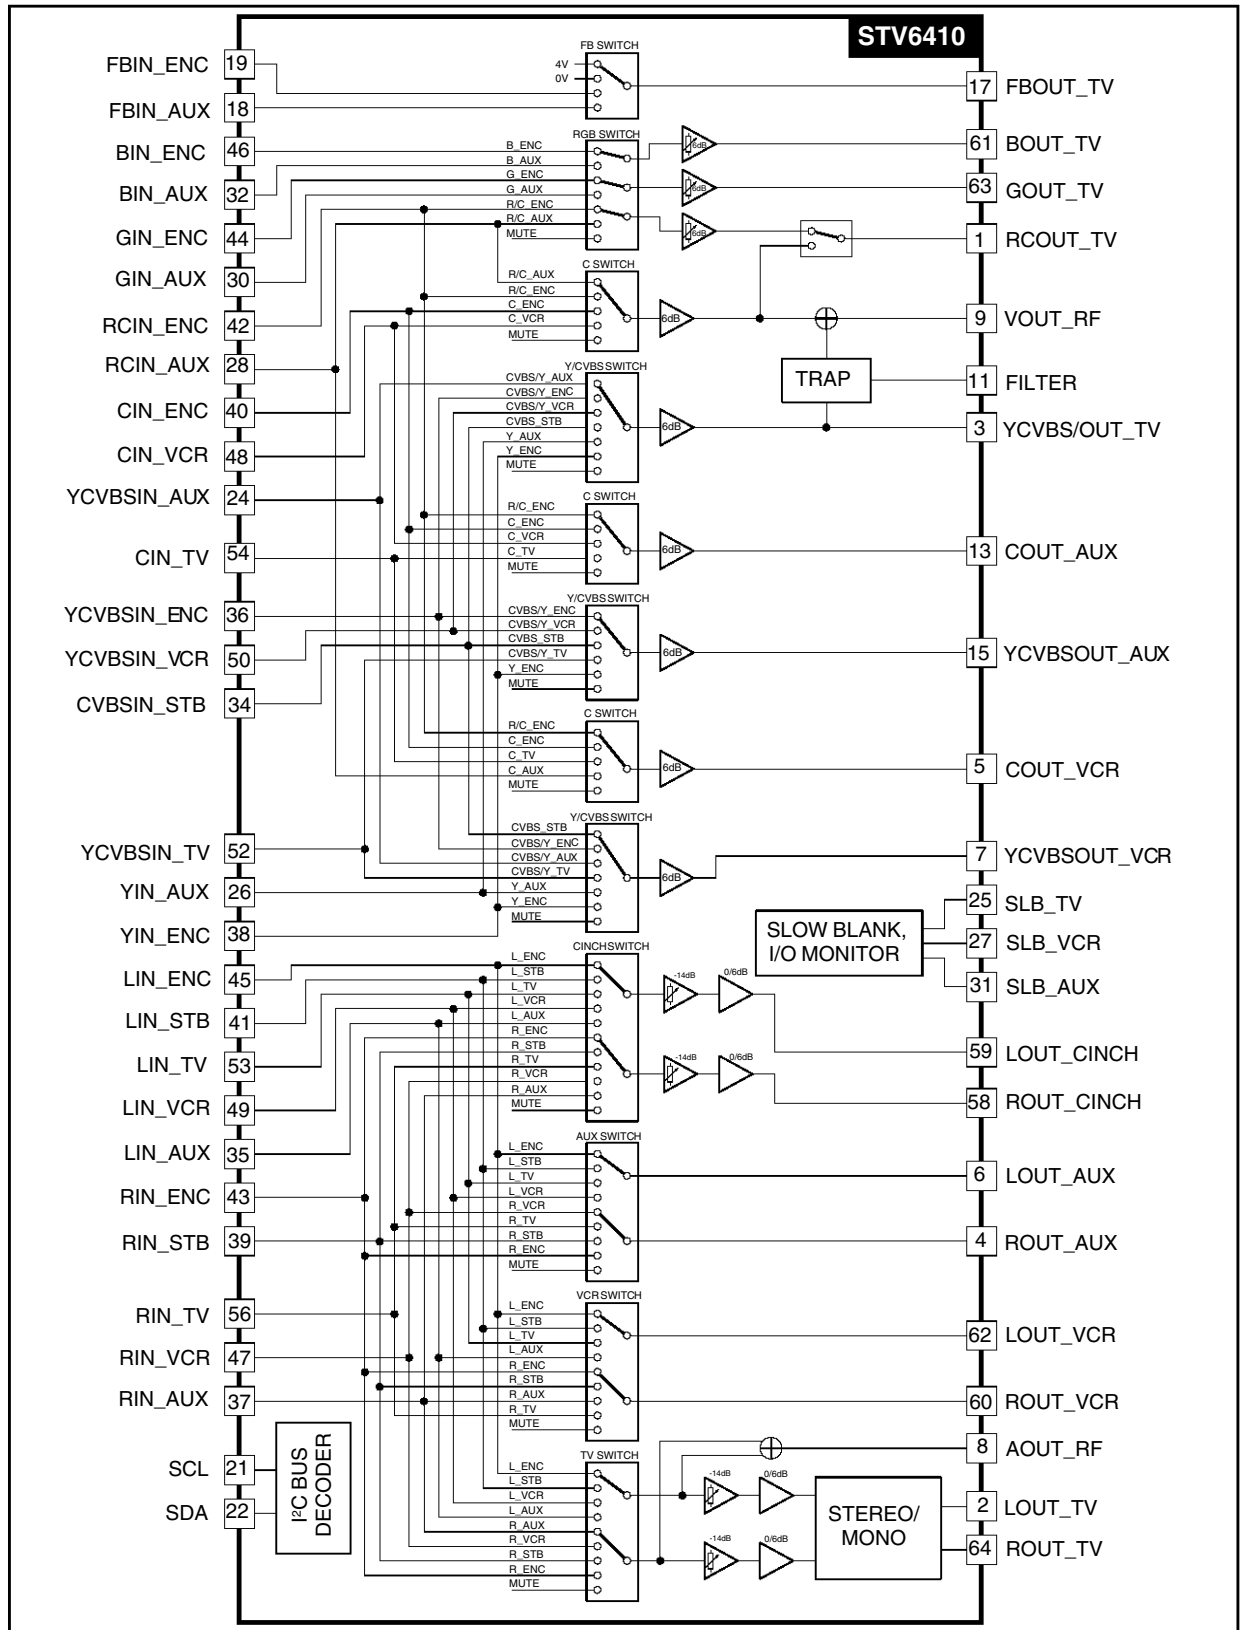 STV6410
FBIN_ENC
19
FBIN_AUX
18
BIN_ENC
46
BIN_AUX
32
GIN_ENC
44
GIN_AUX
30
RCIN_ENC
42
RCIN_AUX
28
CIN_ENC
40
CIN_VCR
48
YCVBSIN_AUX
24
CIN_TV
54
YCVBSIN_ENC
36
YCVBSIN_VCR
50
CVBSIN_STB
34
YCVBSIN_TV
52
YIN_AUX
26
YIN_ENC
38
LIN_ENC
45
LIN_STB
41
LIN_TV
53
LIN_VCR
49
LIN_AUX
35
RIN_ENC
43
RIN_STB
39
RIN_TV
56
RIN_VCR
47
RIN_AUX
37
SCL
21
SDA
22
I²C BUS
DECODER
FB SWITCH
4V
0V
RGB SWITCH
B_ENC
B_AUX
G_ENC
G_AUX
R/C_ENC
R/C_AUX
MUTE
6dB
6dB
6dB
C SWITCH
R/C_AUX
R/C_ENC
C_ENC
C_VCR
MUTE
6dB
Y/CVBS SWITCH
CVBS/Y_AUX
CVBS/Y_ENC
CVBS/Y_VCR
CVBS_STB
Y_AUX
Y_ENC
MUTE
6dB
TRAP
C SWITCH
R/C_ENC
C_ENC
C_VCR
C_TV
MUTE
6dB
Y/CVBS SWITCH
CVBS/Y_ENC
CVBS/Y_VCR
CVBS_STB
CVBS/Y_TV
Y_ENC
MUTE
6dB
C SWITCH
R/C_ENC
C_ENC
C_TV
C_AUX
MUTE
6dB
Y/CVBS SWITCH
CVBS_STB
CVBS/Y_ENC
CVBS/Y_AUX
CVBS/Y_TV
Y_AUX
Y_ENC
MUTE
6dB
SLOW BLANK,
I/O MONITOR
CINCH SWITCH
L_ENC
L_STB
L_TV
L_VCR
L_AUX
R_ENC
R_STB
R_TV
R_VCR
R_AUX
MUTE
-14dB
0/6dB
-14dB
0/6dB
AUX SWITCH
L_ENC
L_STB
L_TV
L_VCR
R_VCR
R_TV
R_STB
R_ENC
MUTE
VCR SWITCH
L_ENC
L_STB
L_TV
L_AUX
R_ENC
R_STB
R_AUX
R_TV
MUTE
TV SWITCH
L_ENC
L_STB
L_VCR
L_AUX
R_AUX
R_VCR
R_STB
R_ENC
MUTE
-14dB
0/6dB
-14dB
0/6dB
STEREO/
MONO
17
FBOUT_TV
61
BOUT_TV
63
GOUT_TV
1
RCOUT_TV
9
VOUT_RF
11
FILTER
3
YCVBS/OUT_TV
13
COUT_AUX
15
YCVBSOUT_AUX
5
COUT_VCR
7
YCVBSOUT_VCR
25
SLB_TV
27
SLB_VCR
31
SLB_AUX
59
LOUT_CINCH
58
ROUT_CINCH
6
LOUT_AUX
4
ROUT_AUX
62
LOUT_VCR
60
ROUT_VCR
8
AOUT_RF
2
LOUT_TV
64
ROUT_TV